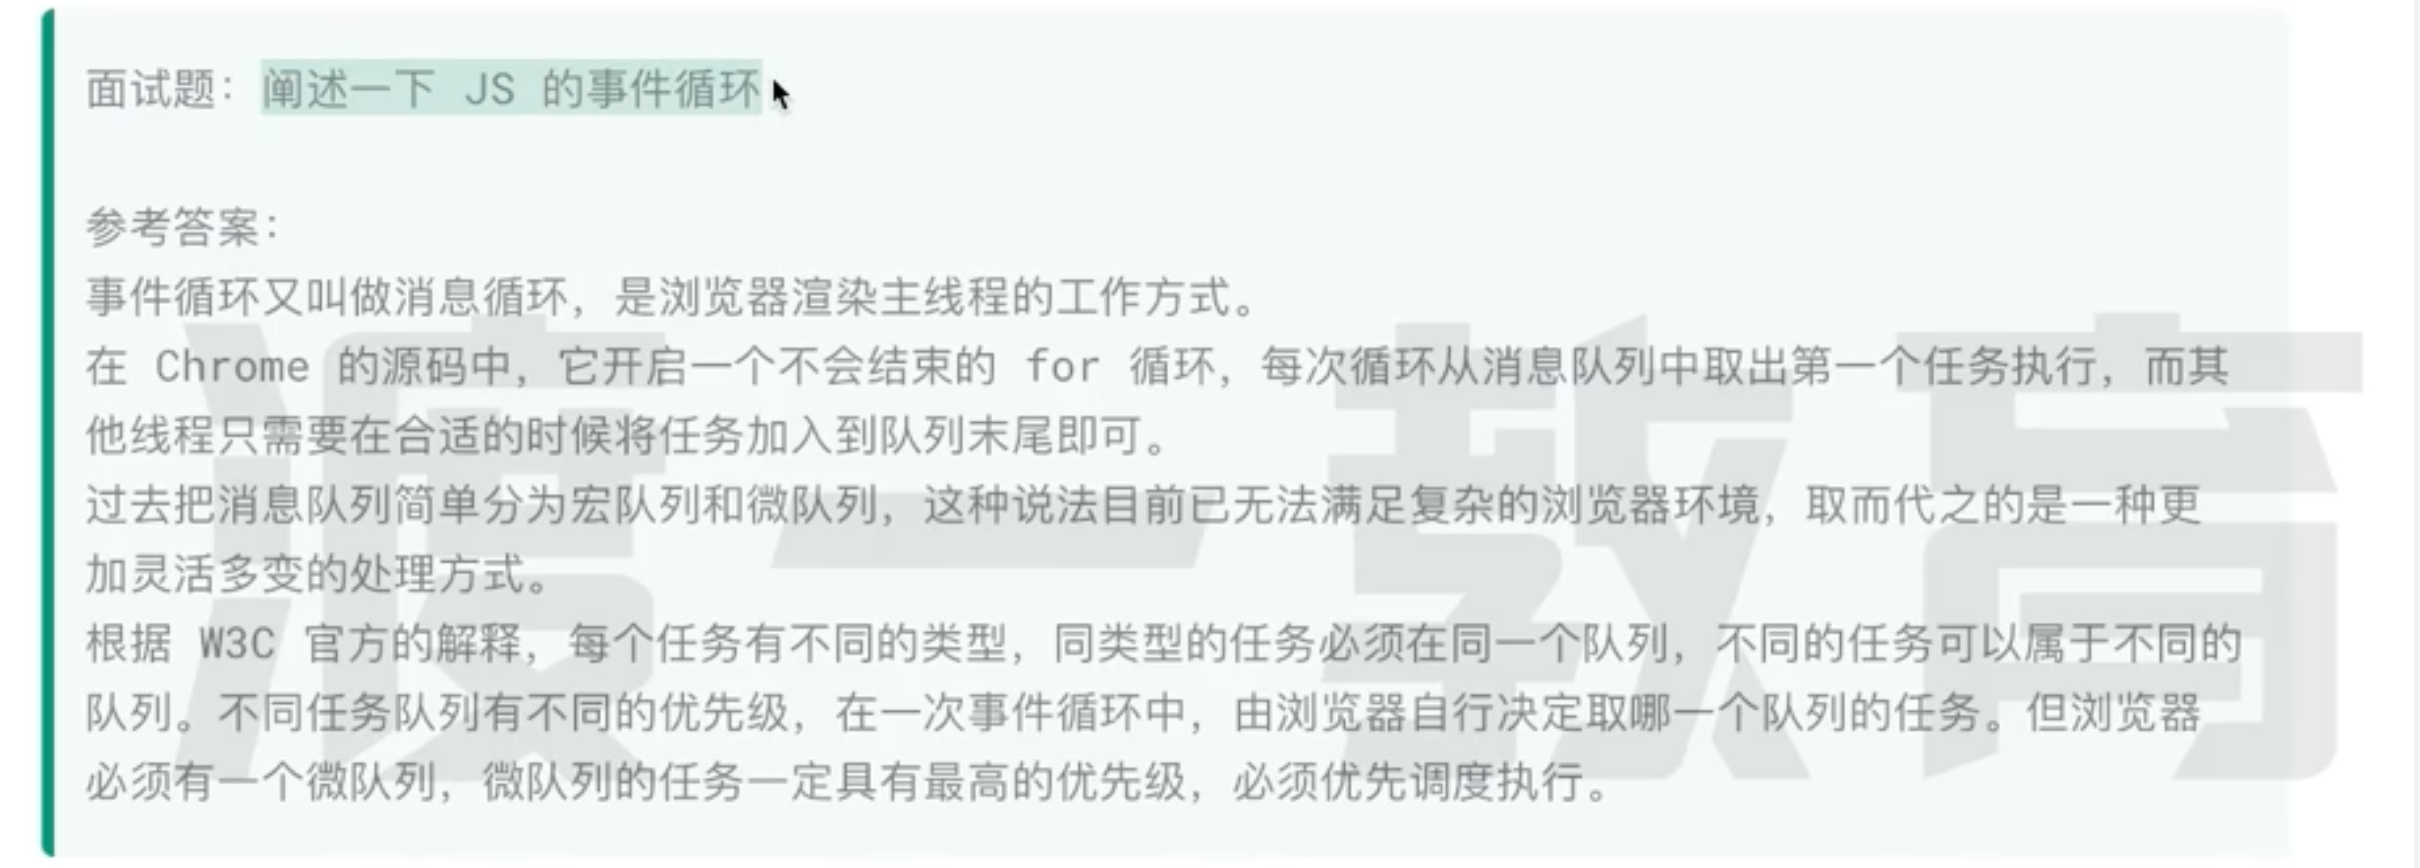 面试题：阐述一下 JS 的事件循环
参考答案：
事件循环又叫做消息循环，是浏览器渲染主线程的工作方式。
在 Chrome 的源码中，它开启一个不会结束的 for 循环，每次循环从消息队列中取出第一个任务执行，而其
他线程只需要在合适的时候将任务加入到队列末尾即可。
过去把消息队列简单分为宏队列和微队列，这种说法目前已无法满足复杂的浏览器环境，取而代之的是一种更
加灵活多变的处理方式。
根据 W3C 官方的解释，每个任务有不同的类型，同类型的任务必须在同一个队列，不同的任务可以属于不同的
队列。不同任务队列有不同的优先级，在一次事件循环中，由浏览器自行决定取哪一个队列的任务。但浏览器
必须有一个微队列，微队列的任务一定具有最高的优先级，必须优先调度执行。
渡一教育